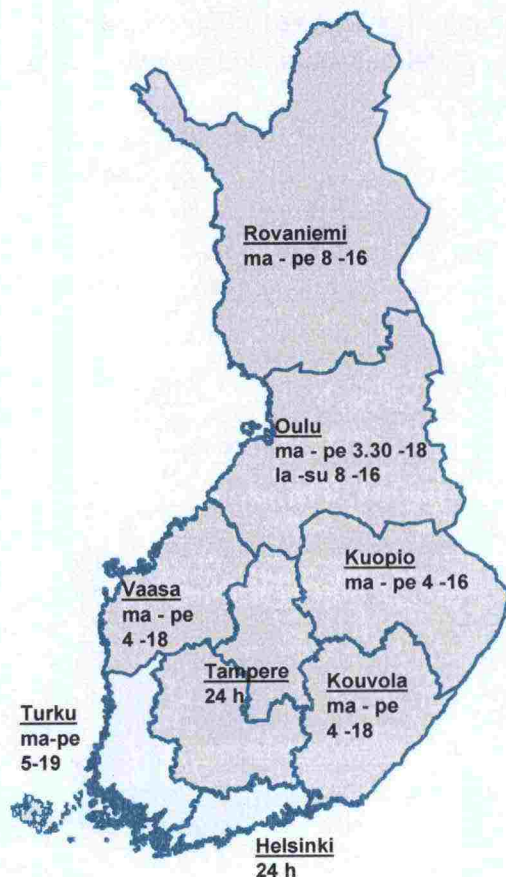 Rovaniemi
ma - pe 8 -16
Oulu
ma - pe 3.30 -18
la -su 8 -16
Kuopio
ma - pe 4 -16
Vaasa
ma - pe
4 -18
Tampere
24 h
Kouvola
ma - pe
4 -18
Turku
ma-pe
5-19
Helsinki
24 h